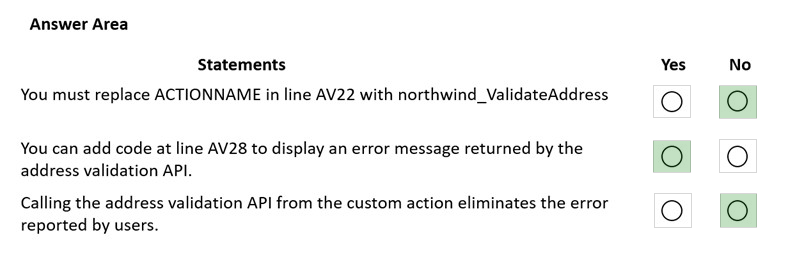 Answer Area
Statements Yes No
You must replace ACTIONNAME in line AV22 with northwind_ValidateAddress
You can add code at line AV28 to display an error message returned by the
address validation API.
Calling the address validation API from the custom action eliminates the error
reported by users.